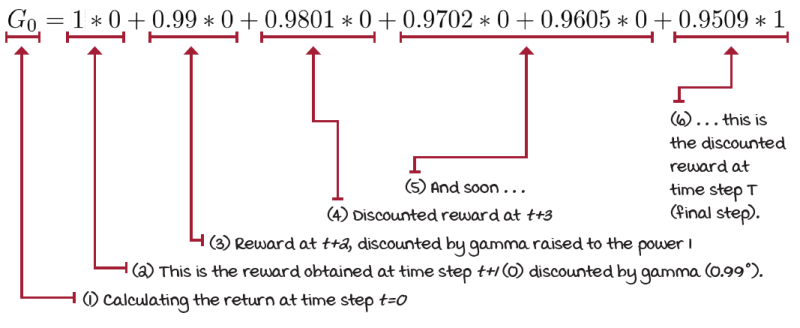 G₀ = 1 * 0 + 0.99 * 0 + 0.9801 * 0 + 0.9702 * 0 + 0.9605 * 0 + 0.9509 * 1
(6) ... this is
the discounted
reward at
time step T
(final step).
(5) And soon ...
(4) Discounted reward at t+3
(3) Reward at t+2, discounted by gamma raised to the power 1
(2) This is the reward obtained at time step t+1 (0) discounted by gamma (0.99⁰).
(1) Calculating the return at time step t=0